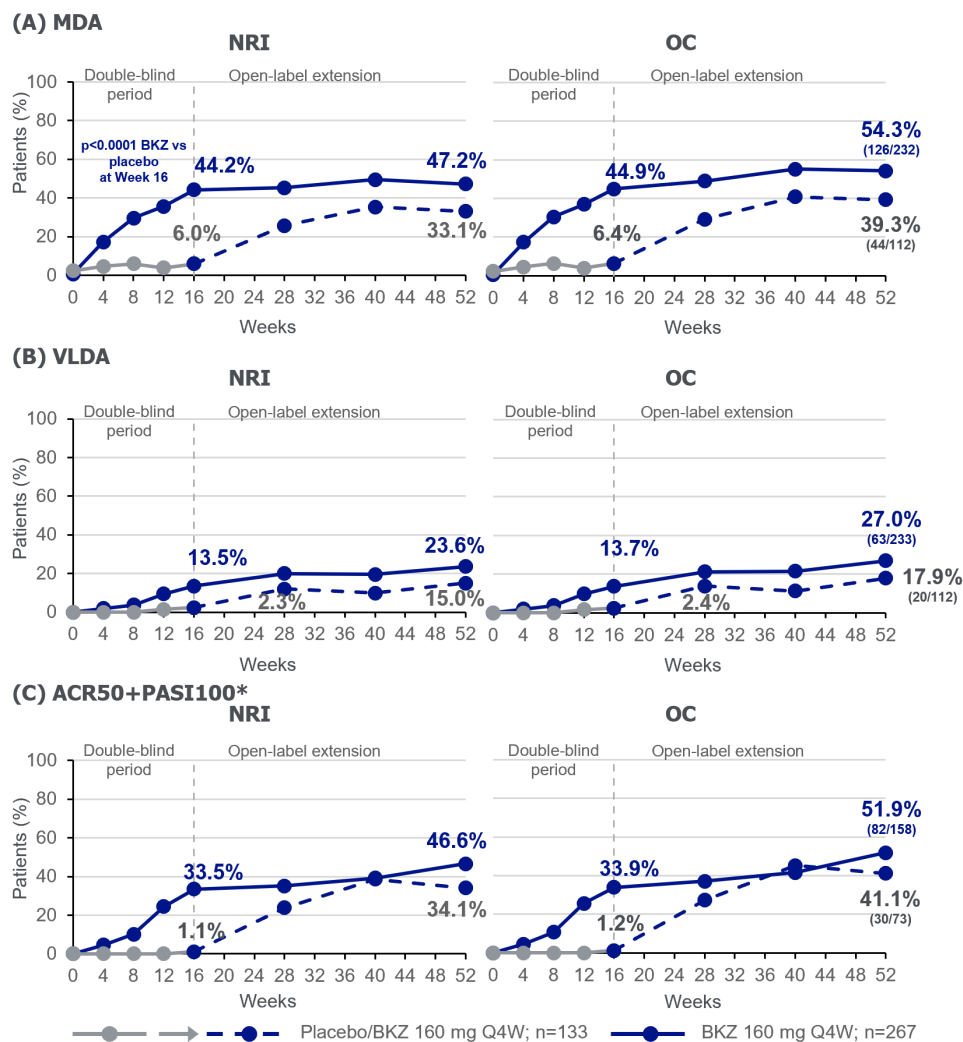 (A) MDA
NRI
OC
Double-blind period
Open-label extension
Double-blind period
Open-label extension
Patients (%)
100
80
60
40
20
0
p<0.0001 BKZ vs
placebo
at Week 16
44.2%
47.2%
6.0%
33.1%
44.9%
54.3%
(126/232)
6.4%
39.3%
(44/112)
0 4 8 12 16 20 24 28 32 36 40 44 48 52
0 4 8 12 16 20 24 28 32 36 40 44 48 52
Weeks
Weeks
(B) VLDA
NRI
OC
Double-blind period
Open-label extension
Double-blind period
Open-label extension
Patients (%)
100
80
60
40
20
0
13.5%
23.6%
2.3%
15.0%
13.7%
27.0%
(63/233)
2.4%
17.9%
(20/112)
0 4 8 12 16 20 24 28 32 36 40 44 48 52
0 4 8 12 16 20 24 28 32 36 40 44 48 52
Weeks
Weeks
(C) ACR50+PASI100*
NRI
OC
Double-blind period
Open-label extension
Double-blind period
Open-label extension
Patients (%)
100
80
60
40
20
0
33.5%
46.6%
1.1%
34.1%
33.9%
51.9%
(82/158)
1.2%
41.1%
(30/73)
0 4 8 12 16 20 24 28 32 36 40 44 48 52
0 4 8 12 16 20 24 28 32 36 40 44 48 52
Weeks
Weeks
Placebo/BKZ 160 mg Q4W; n=133
BKZ 160 mg Q4W; n=267